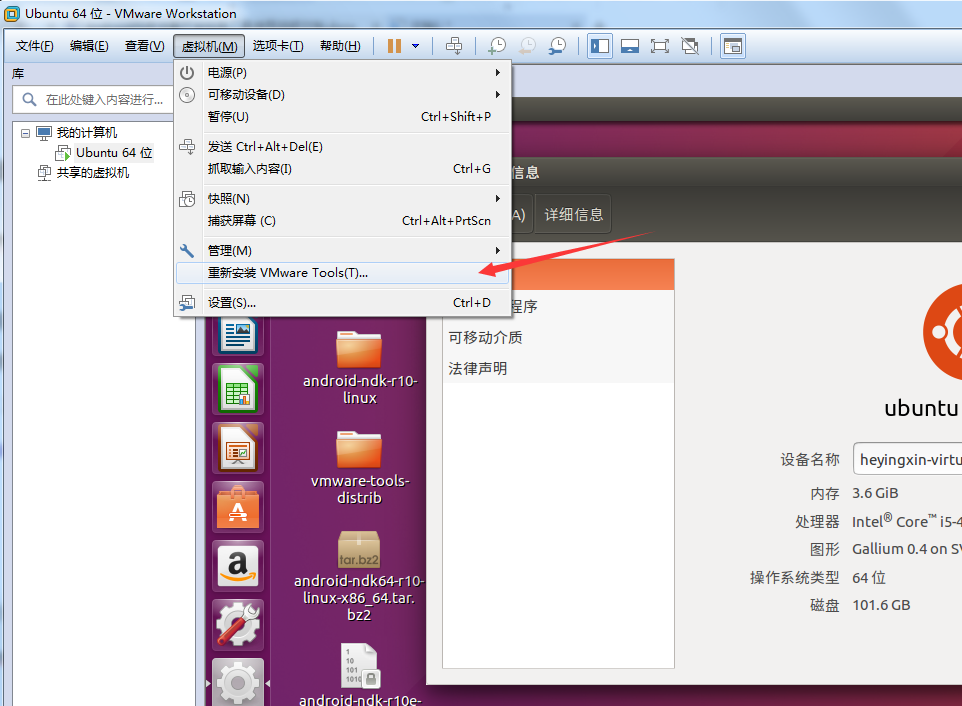 Ubuntu 64 位 - VMware Workstation
文件(F) 编辑(E) 查看(V) 虚拟机(M) 选项卡(T) 帮助(H)
库
在此处键入内容进行...
我的计算机
Ubuntu 64 位
共享的虚拟机
电源(P)
可移动设备(D)
暂停(U) Ctrl+Shift+P
发送 Ctrl+Alt+Del(E)
抓取输入内容(I) Ctrl+G
快照(N)
捕获屏幕 (C) Ctrl+Alt+PrtScn
管理(M)
重新安装 VMware Tools(T)...
设置(S)... Ctrl+D
信息
A) 详细信息
程序
可移动介质
法律声明
ubuntu
设备名称 heyingxin-virtu
内存 3.6 GiB
处理器 Intel® Core™ i5-4
图形 Gallium 0.4 on SV
操作系统类型 64 位
磁盘 101.6 GB
android-ndk-r10-
linux
vmware-tools-
distrib
tar.bz2
android-ndk64-r10-
linux-x86_64.tar.
bz2
1
10
101
1010
android-ndk-r10e-